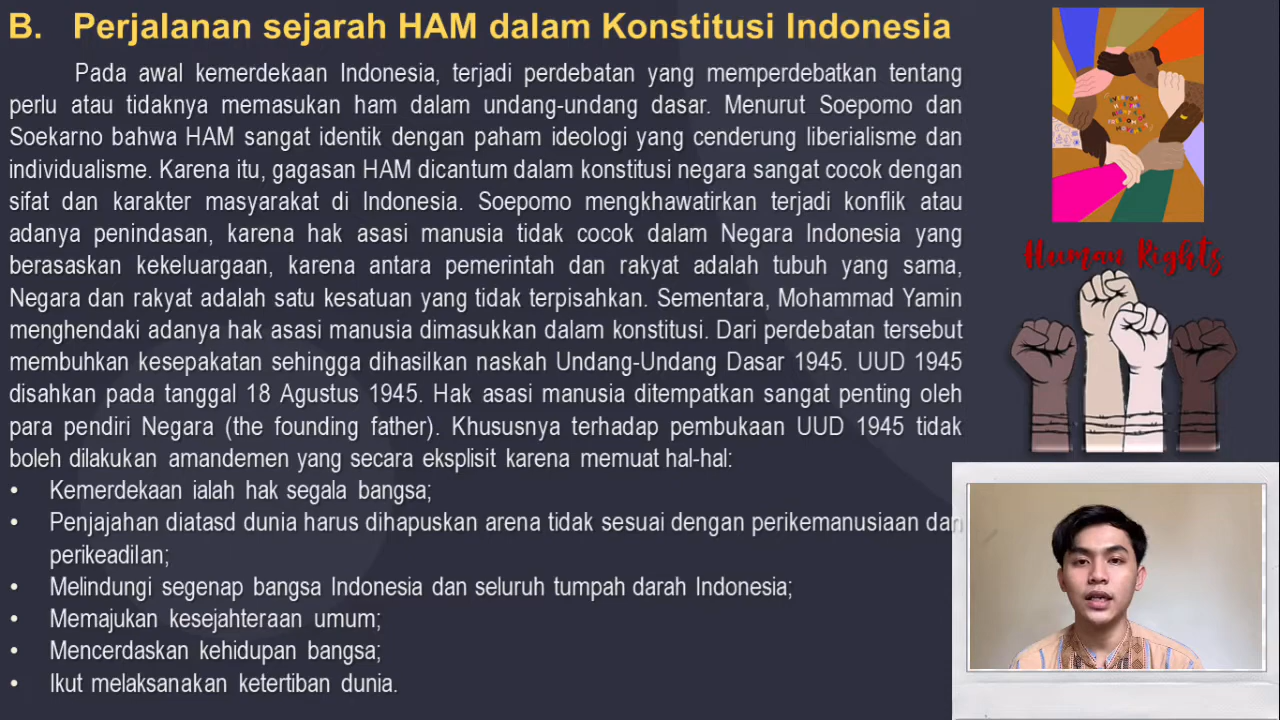 B. Perjalanan sejarah HAM dalam Konstitusi Indonesia
Pada awal kemerdekaan Indonesia, terjadi perdebatan yang memperdebatkan tentang
perlu atau tidaknya memasukan ham dalam undang-undang dasar. Menurut Soepomo dan
Soekarno bahwa HAM sangat identik dengan paham ideologi yang cenderung liberialisme dan
individualisme. Karena itu, gagasan HAM dicantum dalam konstitusi negara sangat cocok dengan
sifat dan karakter masyarakat di Indonesia. Soepomo mengkhawatirkan terjadi konflik atau
adanya penindasan, karena hak asasi manusia tidak cocok dalam Negara Indonesia yang
berasaskan kekeluargaan, karena antara pemerintah dan rakyat adalah tubuh yang sama,
Negara dan rakyat adalah satu kesatuan yang tidak terpisahkan. Sementara, Mohammad Yamin
menghendaki adanya hak asasi manusia dimasukkan dalam konstitusi. Dari perdebatan tersebut
membuhkan kesepakatan sehingga dihasilkan naskah Undang-Undang Dasar 1945. UUD 1945
disahkan pada tanggal 18 Agustus 1945. Hak asasi manusia ditempatkan sangat penting oleh
para pendiri Negara (the founding father). Khususnya terhadap pembukaan UUD 1945 tidak
boleh dilakukan amandemen yang secara eksplisit karena memuat hal-hal:
• Kemerdekaan ialah hak segala bangsa;
• Penjajahan diatasd dunia harus dihapuskan arena tidak sesuai dengan perikemanusiaan dan
perikeadilan;
• Melindungi segenap bangsa Indonesia dan seluruh tumpah darah Indonesia;
• Memajukan kesejahteraan umum;
• Mencerdaskan kehidupan bangsa;
• Ikut melaksanakan ketertiban dunia.
Human Rights